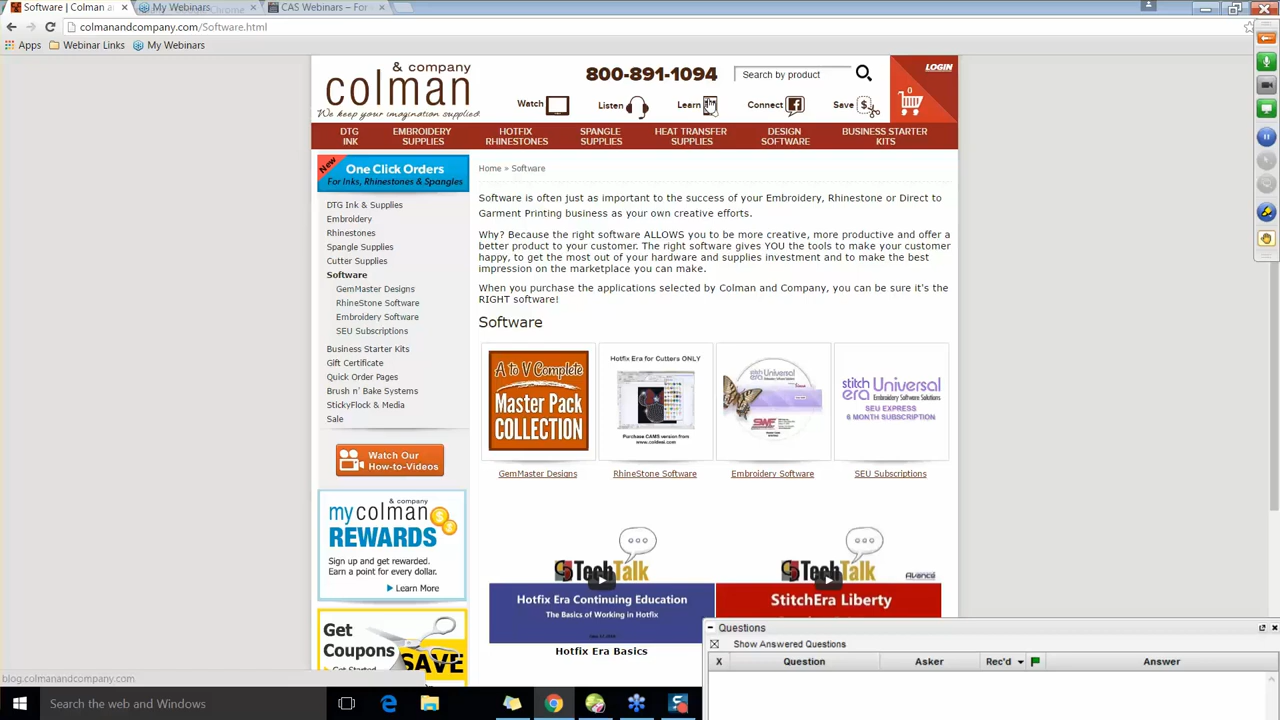 Software | Colman an
My Webinars
CAS Webinars – For
colmanandcompany.com/Software.html
Apps
Webinar Links
My Webinars
& company
colman
We keep your imagination supplied.
800-891-1094
Search by product
LOGIN
Watch
Listen
Learn
Connect
Save
0
DTG
INK
EMBROIDERY
SUPPLIES
HOTFIX
RHINESTONES
SPANGLE
SUPPLIES
HEAT TRANSFER
SUPPLIES
DESIGN
SOFTWARE
BUSINESS STARTER
KITS
New
One Click Orders
For Inks, Rhinestones & Spangles
DTG Ink & Supplies
Embroidery
Rhinestones
Spangle Supplies
Cutter Supplies
Software
GemMaster Designs
RhineStone Software
Embroidery Software
SEU Subscriptions
Business Starter Kits
Gift Certificate
Quick Order Pages
Brush n' Bake Systems
StickyFlock & Media
Sale
Watch Our
How-to-Videos
& company
my colman
REWARDS
Sign up and get rewarded.
Earn a point for every dollar.
Learn More
Get
Coupons
SAVE
Home » Software
Software is often just as important to the success of your Embroidery, Rhinestone or Direct to
Garment Printing business as your own creative efforts.
Why? Because the right software ALLOWS you to be more creative, more productive and offer a
better product to your customer. The right software gives YOU the tools to make your customer
happy, to get the most out of your hardware and supplies investment and to make the best
impression on the marketplace you can make.
When you purchase the applications selected by Colman and Company, you can be sure it's the
RIGHT software!
Software
A to V Complete
Master Pack
COLLECTION
Hotfix Era for Cutters ONLY
Purchase CAMS version from
stitch
era Universal
Embroidery Software Solutions
SEU EXPRESS
6 MONTH SUBSCRIPTION
SWF
GemMaster Designs
RhineStone Software
Embroidery Software
SEU Subscriptions
TechTalk
Hotfix Era Continuing Education
The Basics of Working in Hotfix
Hotfix Era Basics
TechTalk
Avancé
StitchEra Liberty
Questions
Show Answered Questions
X
Question
Asker
Rec'd
Answer
blog.colmanandcompany.com
Search the web and Windows